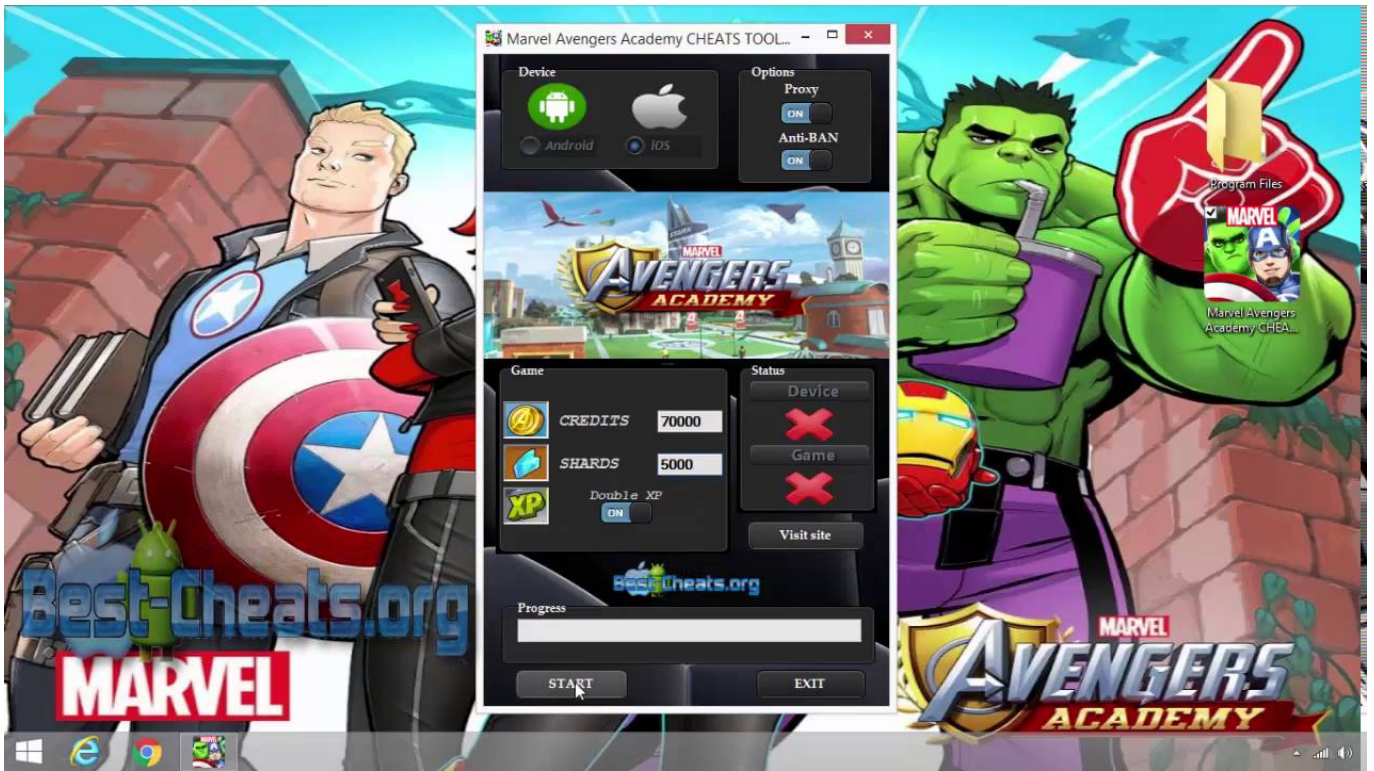 Marvel Avengers Academy CHEATS TOOL...
Device
Android
iOS
Options
Proxy
ON
Anti-BAN
ON
MARVEL
AVENGERS
ACADEMY
Game
CREDITS
70000
SHARDS
5000
XP
Double XP
ON
Status
Device
Game
Visit site
Best-Cheats.org
Progress
START
EXIT
Program Files
MARVEL
A
Marvel Avengers
Academy CHEA...
Best-Cheats.org
MARVEL
MARVEL
AVENGERS
ACADEMY